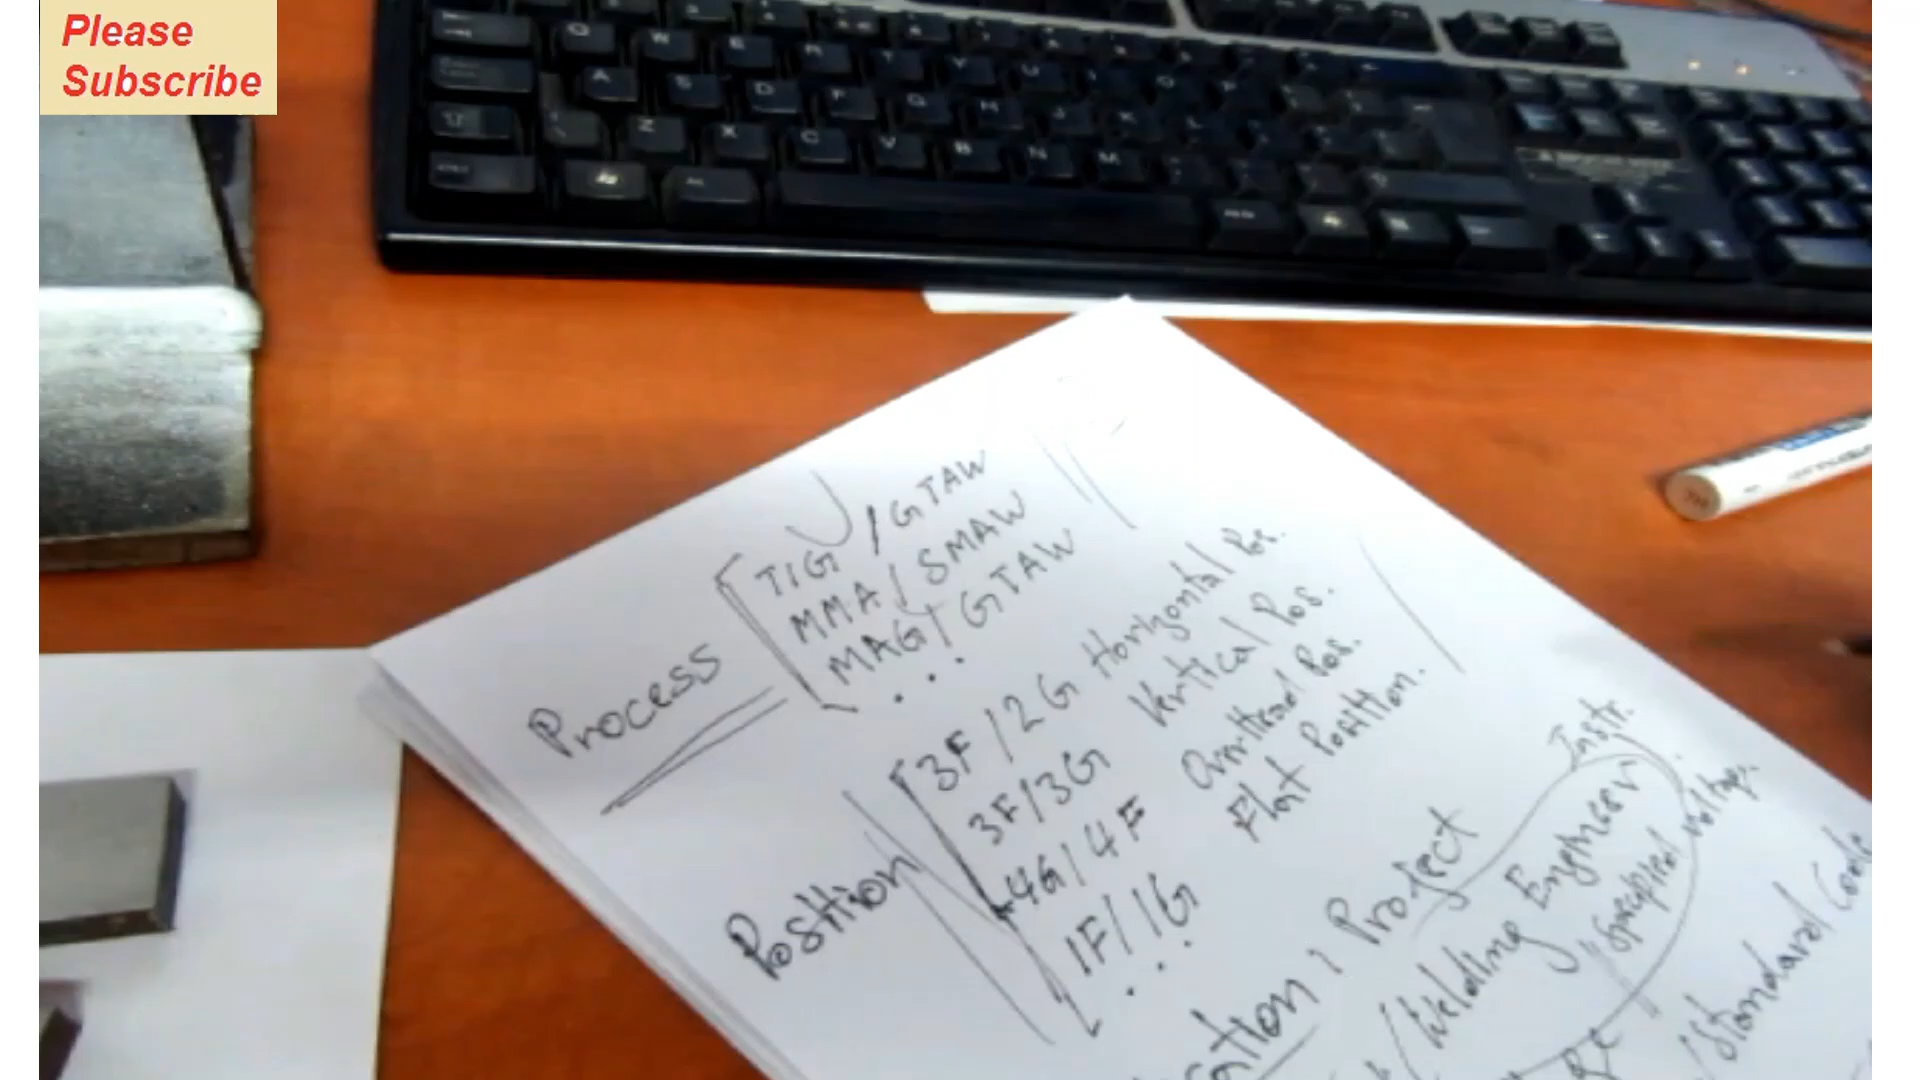 Please
Subscribe
TIG / GTAW
MMA / SMAW
MAG / GTAW
Process
3F / 2G Horizontal Pos.
3F / 3G Vertical Pos.
4G / 4F Overhead Pos.
1F / 1G Flat Position.
Position
Project
Instr.
Welding Engineer
Specified Voltage.
Standard Code